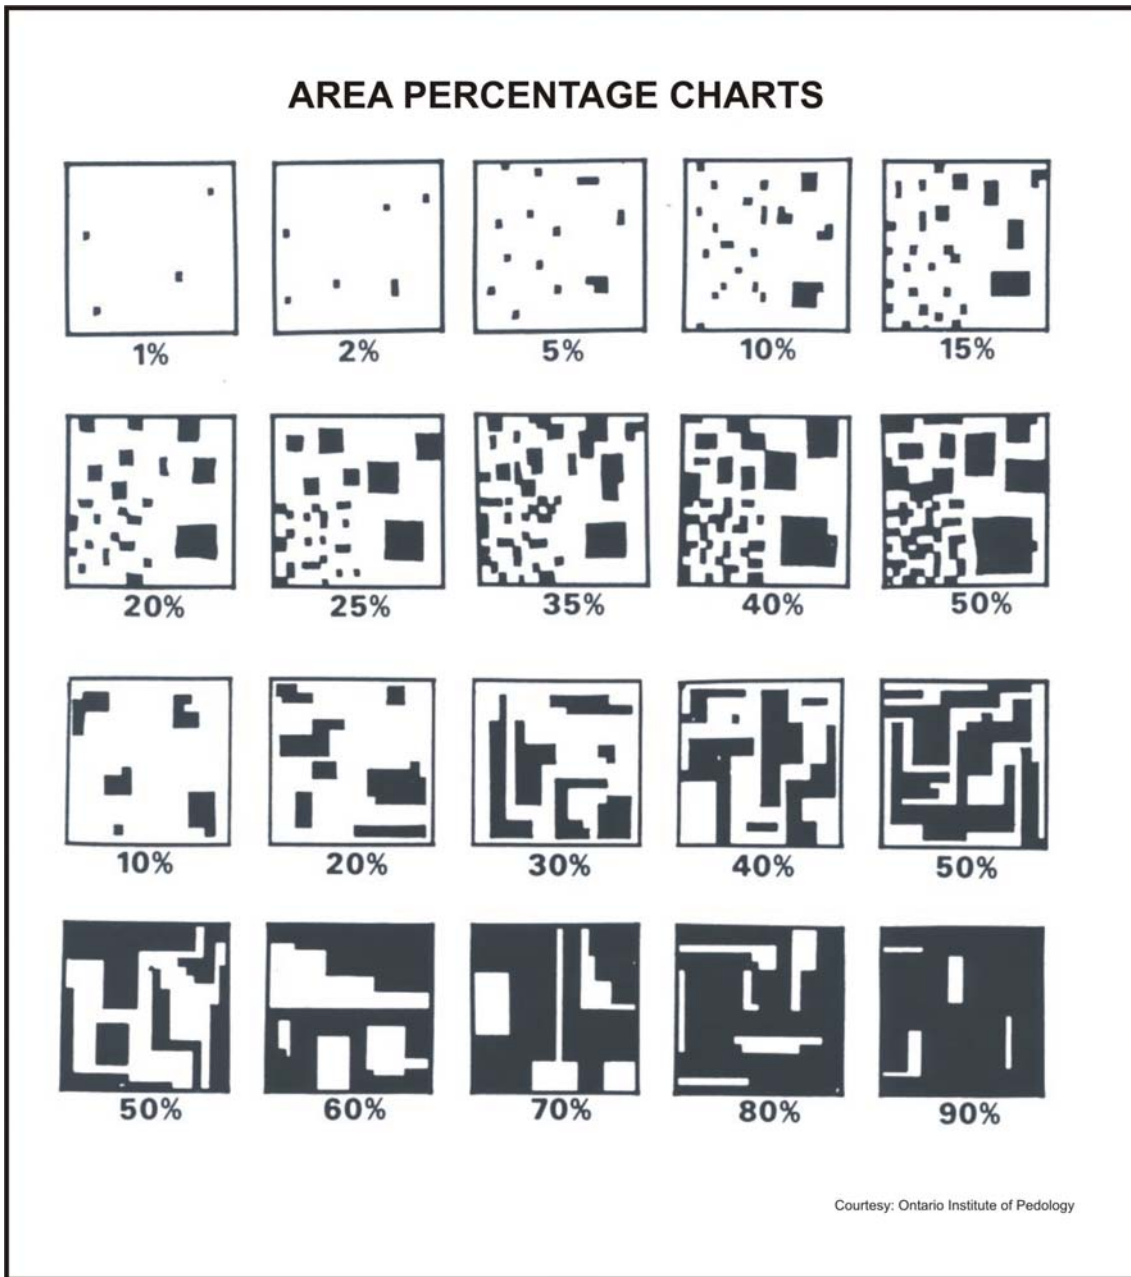 AREA PERCENTAGE CHARTS
1% 2% 5% 10% 15%
20% 25% 35% 40% 50%
10% 20% 30% 40% 50%
50% 60% 70% 80% 90%
Courtesy: Ontario Institute of Pedology